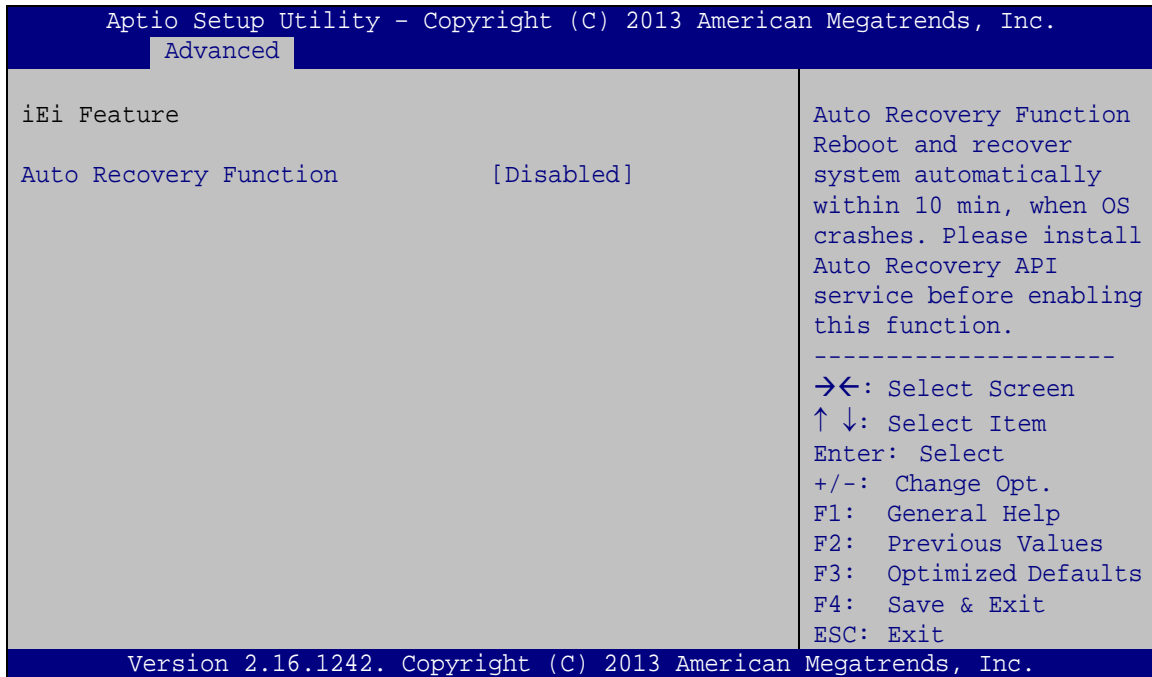 Aptio Setup Utility – Copyright (C) 2013 American Megatrends, Inc.
Advanced
iEi Feature
Auto Recovery Function [Disabled]
Auto Recovery Function
Reboot and recover
system automatically
within 10 min, when OS
crashes. Please install
Auto Recovery API
service before enabling
this function.
---------------------
→←: Select Screen
↑ ↓: Select Item
Enter: Select
+/-: Change Opt.
F1: General Help
F2: Previous Values
F3: Optimized Defaults
F4: Save & Exit
ESC: Exit
Version 2.16.1242. Copyright (C) 2013 American Megatrends, Inc.